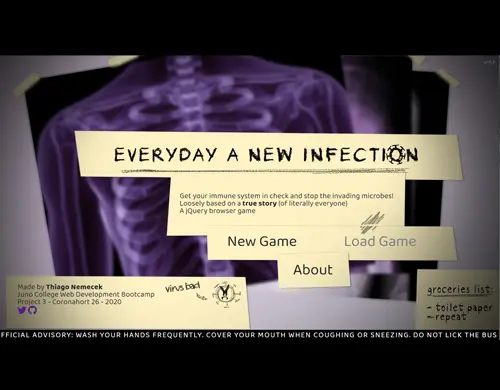 EVERYDAY A NEW INFECTION
Get your immune system in check and stop the invading microbes!
Loosely based on a true story (of literally everyone)
A jQuery browser game
New Game
Load Game
About
Made by Thiago Nemecek
Juno College Web Development Bootcamp
Project 3 - Coronahort 26 - 2020
virus bad
groceries list:
- toilet paper
- repeat
FFICIAL ADVISORY: WASH YOUR HANDS FREQUENTLY. COVER YOUR MOUTH WHEN COUGHING OR SNEEZING. DO NOT LICK THE BUS